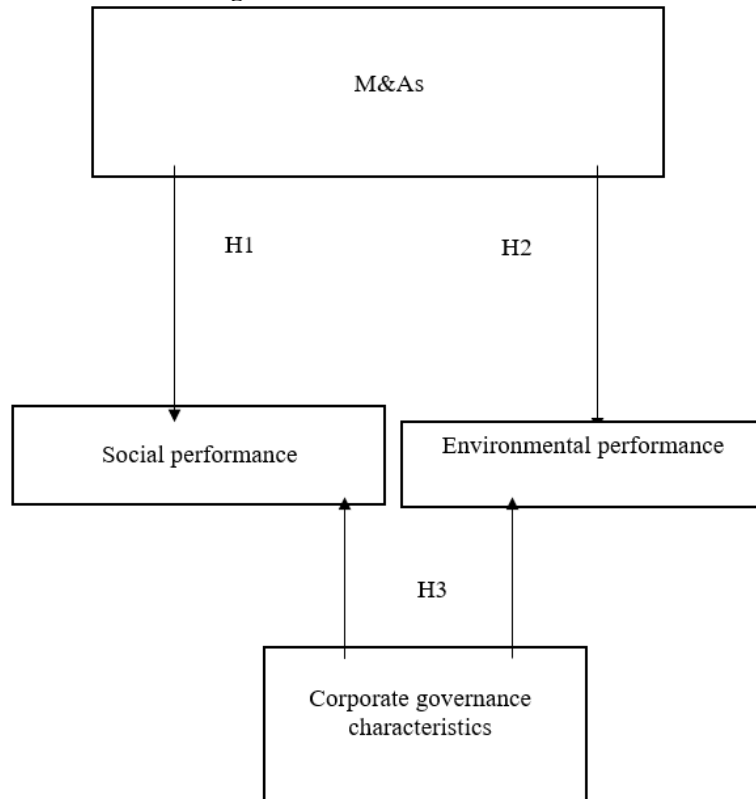 M&As
H1
H2
Social performance
Environmental performance
H3
Corporate governance
characteristics